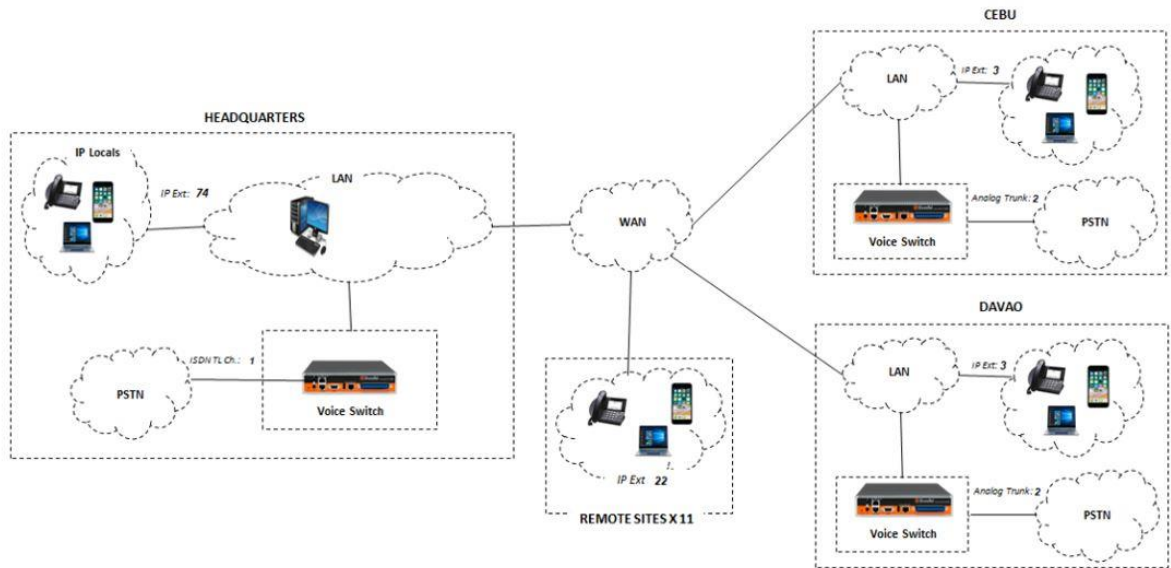 HEADQUARTERS
IP Locals
IP Ext: 74
LAN
ISDN TL Ch.: 1
PSTN
Voice Switch
WAN
IP Ext 22
REMOTE SITES X 11
CEBU
LAN
IP Ext: 3
Analog Trunk: 2
Voice Switch
PSTN
DAVAO
LAN
IP Ext: 3
Analog Trunk: 2
Voice Switch
PSTN